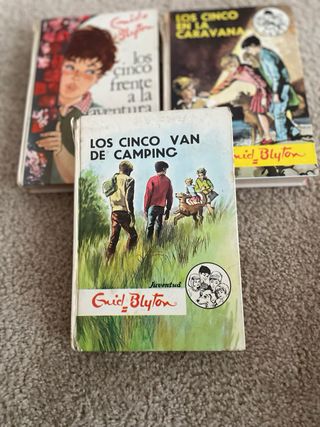 Enid
Blyton
los
cinco
frente
a la
aventura
LOS CINCO
EN LA
CARAVANA
Enid Blyton
LOS CINCO VAN
DE CAMPING
Juventud
Enid Blyton